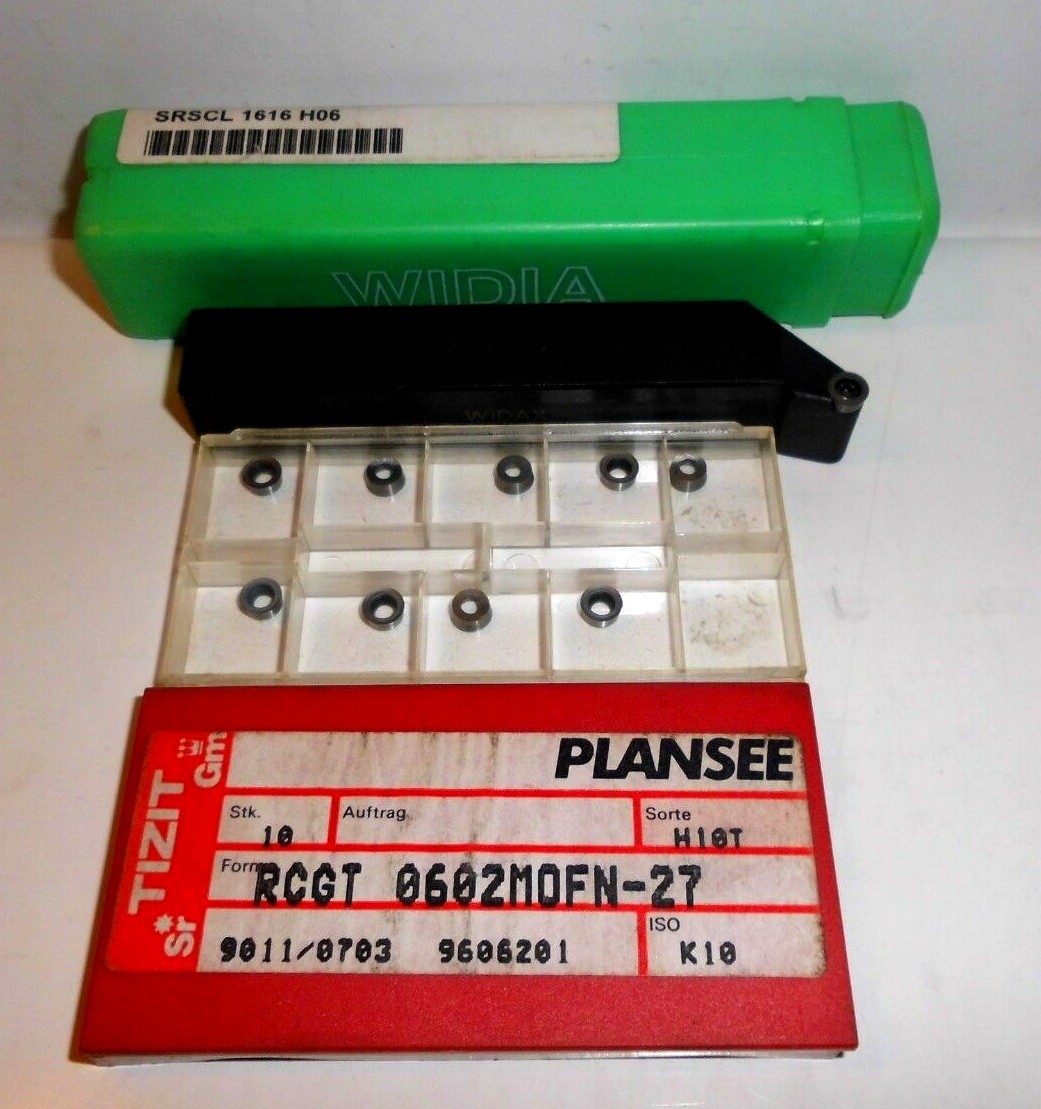 SRSCL 1616 H06
WIDIA
WIDAX
PLANSEE
TIZIT
Sr
Gm
Stk.
10
Auftrag
Sorte
H10T
Form
RCGT 0602MOFN-27
9011/0703 9606201
ISO
K10